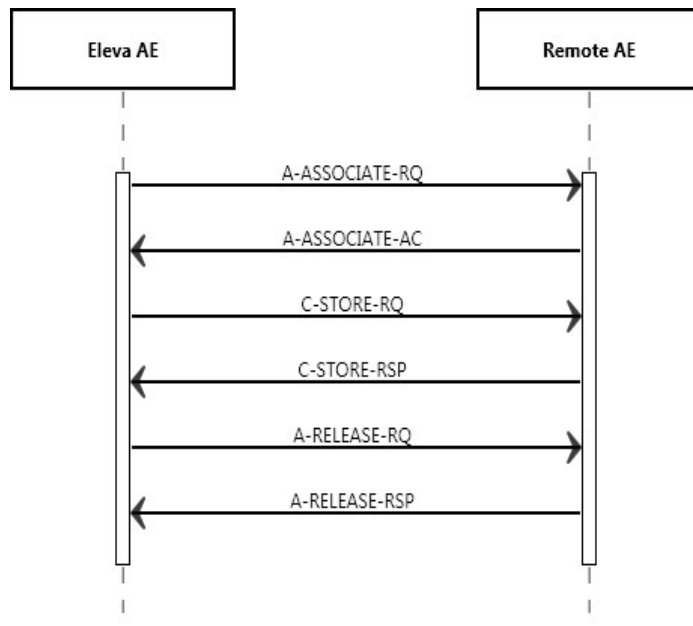 Eleva AE
Remote AE
A-ASSOCIATE-RQ
A-ASSOCIATE-AC
C-STORE-RQ
C-STORE-RSP
A-RELEASE-RQ
A-RELEASE-RSP